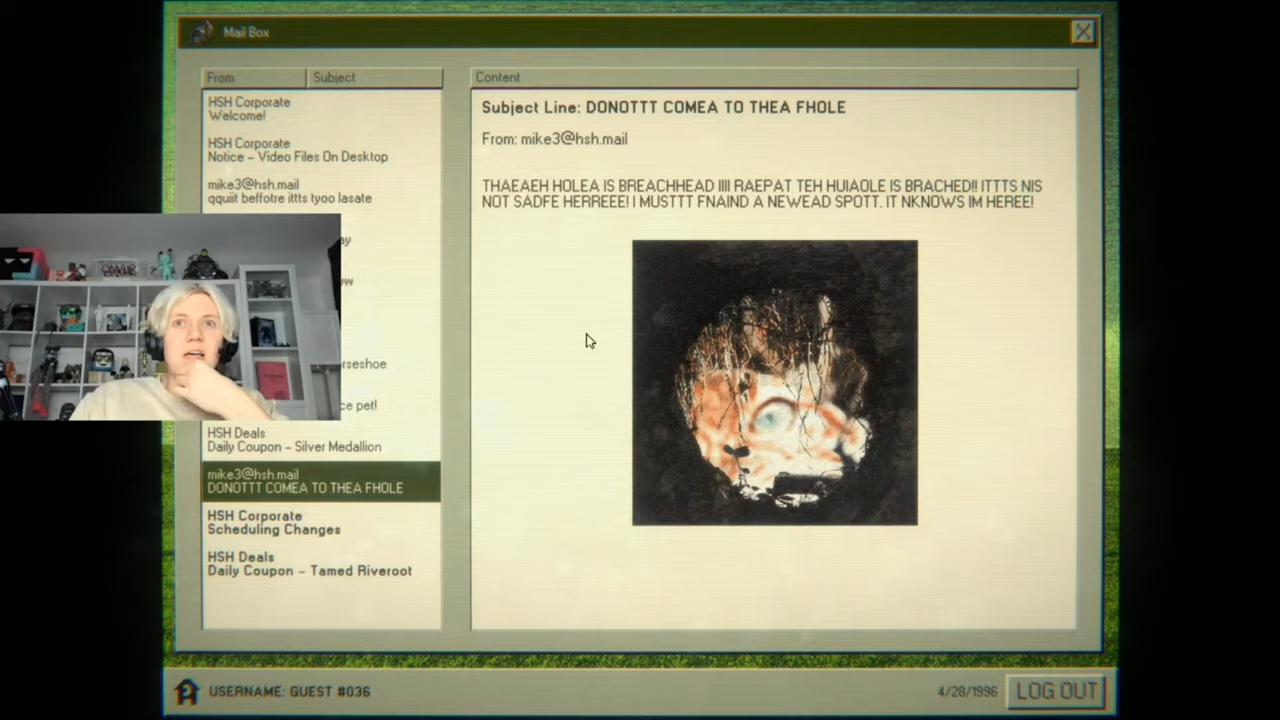 Mail Box
From
Subject
Content
HSH Corporate
Welcome!
HSH Corporate
Notice - Video Files On Desktop
mike3@hsh.mail
qquiit beffotre ittts tyoo lasate
rseshoe
ce pet!
HSH Deals
Daily Coupon - Silver Medallion
mike3@hsh.mail
DONOTTT COMEA TO THEA FHOLE
HSH Corporate
Scheduling Changes
HSH Deals
Daily Coupon - Tamed Riveroot
Subject Line: DONOTTT COMEA TO THEA FHOLE
From: mike3@hsh.mail
THAEAEH HOLEA IS BREACHHEAD IIII RAEPAT TEH HUIAOLE IS BRACHED!! ITTTS NIS
NOT SADFE HERREEE! I MUSTTT FNAIND A NEWEAD SPOTT. IT NKNOWS IM HEREE!
USERNAME: GUEST #036
4/28/1996
LOG OUT